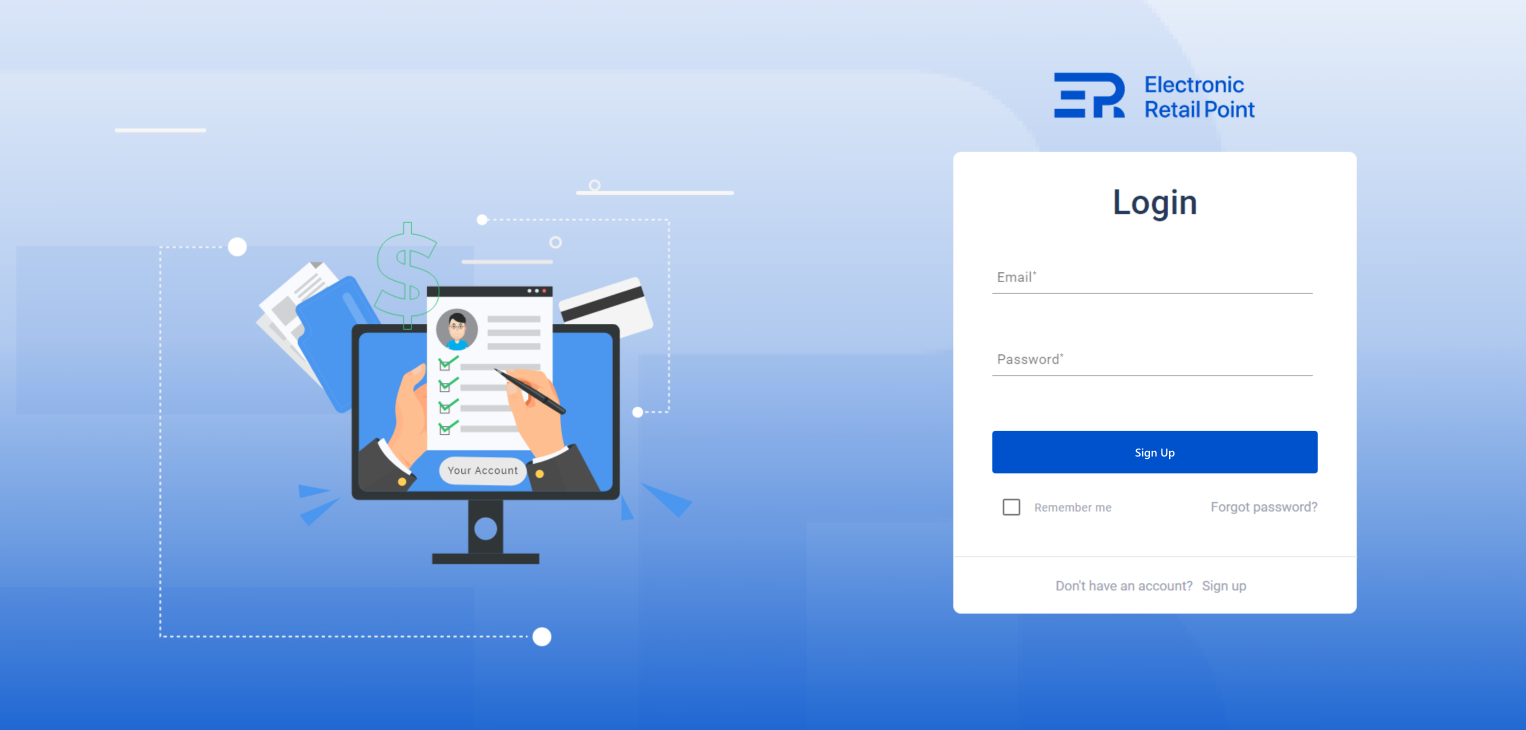 Electronic
Retail Point
Login
Email*
Password*
Sign Up
Remember me
Forgot password?
Don't have an account? Sign up
$
Your Account